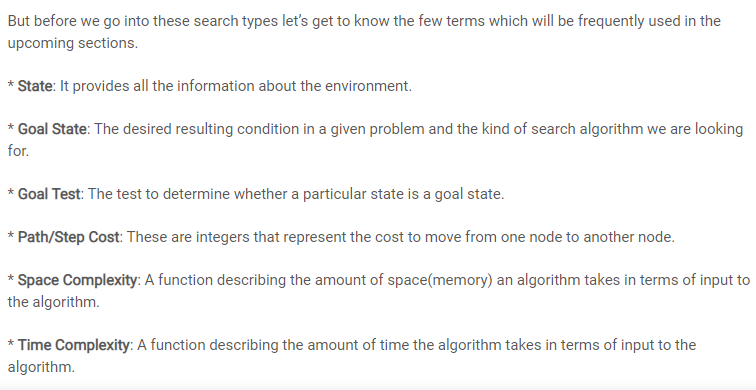 But before we go into these search types let’s get to know the few terms which will be frequently used in the
upcoming sections.
* State: It provides all the information about the environment.
* Goal State: The desired resulting condition in a given problem and the kind of search algorithm we are looking
for.
* Goal Test: The test to determine whether a particular state is a goal state.
* Path/Step Cost: These are integers that represent the cost to move from one node to another node.
* Space Complexity: A function describing the amount of space(memory) an algorithm takes in terms of input to
the algorithm.
* Time Complexity: A function describing the amount of time the algorithm takes in terms of input to the
algorithm.